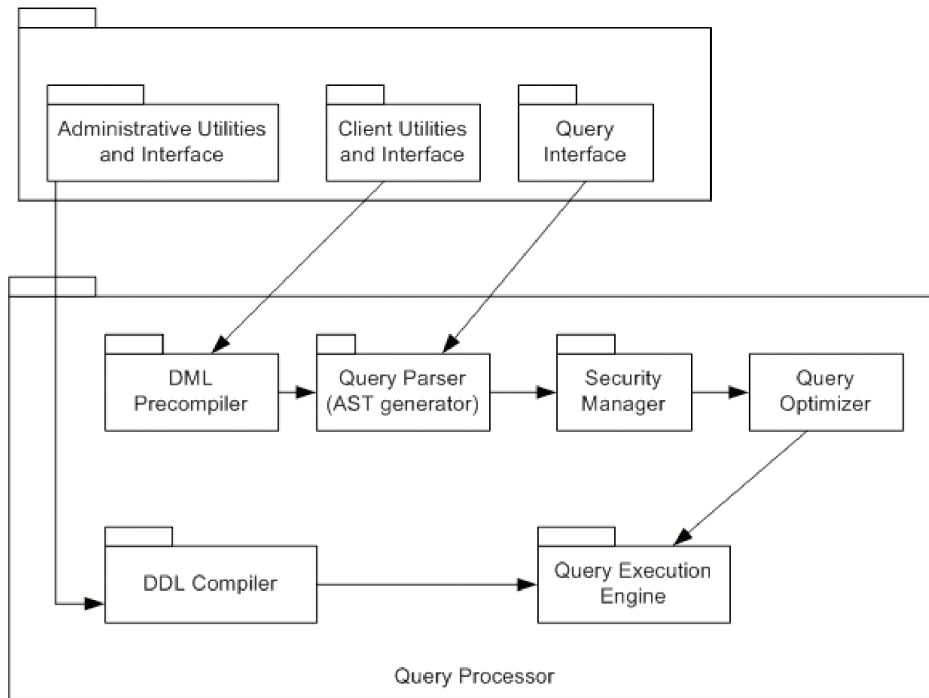 Administrative Utilities
and Interface
Client Utilities
and Interface
Query
Interface
DML
Precompiler
Query Parser
(AST generator)
Security
Manager
Query
Optimizer
DDL Compiler
Query Execution
Engine
Query Processor